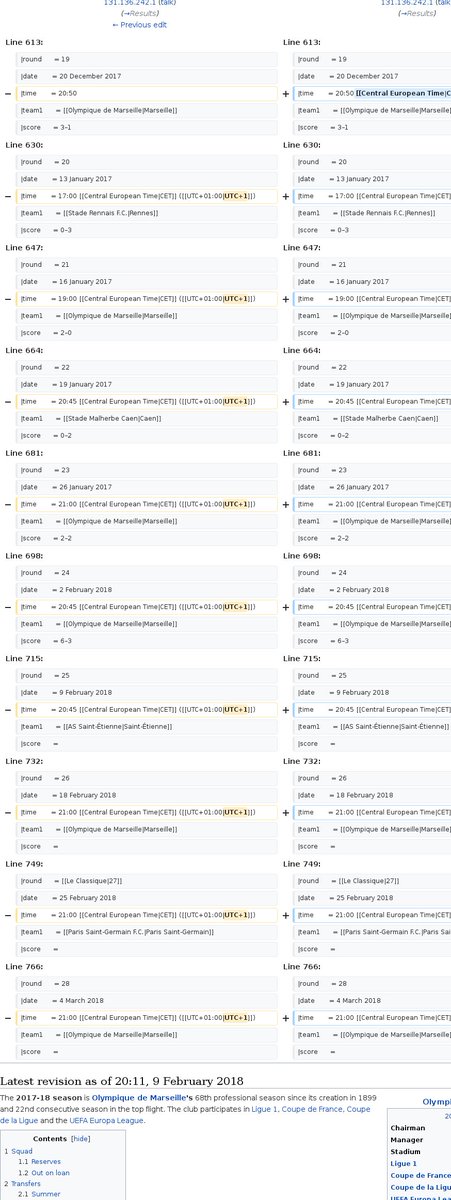 131.136.242.1 (talk) 131.136.242.1 (ta
(→Results) (→Results)
← Previous edit
Line 613: Line 613:
|round = 19 |round = 19
|date = 20 December 2017 |date = 20 December 2017
− |time = 20:50 + |time = 20:50 [[Central European Time|C
|team1 = [[Olympique de Marseille|Marseille]] |team1 = [[Olympique de Marseille|M
|score = 3–1 |score = 3–1
Line 630: Line 630:
|round = 20 |round = 20
|date = 13 January 2017 |date = 13 January 2017
− |time = 17:00 [[Central European Time|CET]] ([[UTC+01:00|UTC+1]]) + |time = 17:00 [[Central European Time|CET]
|team1 = [[Stade Rennais F.C.|Rennes]] |team1 = [[Stade Rennais F.C.|Rennes]]
|score = 0–3 |score = 0–3
Line 647: Line 647:
|round = 21 |round = 21
|date = 16 January 2017 |date = 16 January 2017
− |time = 19:00 [[Central European Time|CET]] ([[UTC+01:00|UTC+1]]) + |time = 19:00 [[Central European Time|CET]
|team1 = [[Olympique de Marseille|Marseille]] |team1 = [[Olympique de Marseille|Marseille
|score = 2–0 |score = 2–0
Line 664: Line 664:
|round = 22 |round = 22
|date = 19 January 2017 |date = 19 January 2017
− |time = 20:45 [[Central European Time|CET]] ([[UTC+01:00|UTC+1]]) + |time = 20:45 [[Central European Time|CET]
|team1 = [[Stade Malherbe Caen|Caen]] |team1 = [[Stade Malherbe Caen|Caen]]
|score = 0–2 |score = 0–2
Line 681: Line 681:
|round = 23 |round = 23
|date = 26 January 2017 |date = 26 January 2017
− |time = 21:00 [[Central European Time|CET]] ([[UTC+01:00|UTC+1]]) + |time = 21:00 [[Central European Time|CET]
|team1 = [[Olympique de Marseille|Marseille]] |team1 = [[Olympique de Marseille|Marseille
|score = 2–2 |score = 2–2
Line 698: Line 698:
|round = 24 |round = 24
|date = 2 February 2018 |date = 2 February 2018
− |time = 20:45 [[Central European Time|CET]] ([[UTC+01:00|UTC+1]]) + |time = 20:45 [[Central European Time|CET]
|team1 = [[Olympique de Marseille|Marseille]] |team1 = [[Olympique de Marseille|Marseille
|score = 6–3 |score = 6–3
Line 715: Line 715:
|round = 25 |round = 25
|date = 9 February 2018 |date = 9 February 2018
− |time = 20:45 [[Central European Time|CET]] ([[UTC+01:00|UTC+1]]) + |time = 20:45 [[Central European Time|CET]
|team1 = [[AS Saint-Étienne|Saint-Étienne]] |team1 = [[AS Saint-Étienne|Saint-Étienne]]
|score = |score =
Line 732: Line 732:
|round = 26 |round = 26
|date = 18 February 2018 |date = 18 February 2018
− |time = 21:00 [[Central European Time|CET]] ([[UTC+01:00|UTC+1]]) + |time = 21:00 [[Central European Time|CET]
|team1 = [[Olympique de Marseille|Marseille]] |team1 = [[Olympique de Marseille|Marseille
|score = |score =
Line 749: Line 749:
|round = [[Le Classique|27]] |round = [[Le Classique|27]]
|date = 25 February 2018 |date = 25 February 2018
− |time = 21:00 [[Central European Time|CET]] ([[UTC+01:00|UTC+1]]) + |time = 21:00 [[Central European Time|CET]
|team1 = [[Paris Saint-Germain F.C.|Paris Saint-Germain]] |team1 = [[Paris Saint-Germain F.C.|Paris Sai
|score = |score =
Line 766: Line 766:
|round = 28 |round = 28
|date = 4 March 2018 |date = 4 March 2018
− |time = 21:00 [[Central European Time|CET]] ([[UTC+01:00|UTC+1]]) + |time = 21:00 [[Central European Time|CET]
|team1 = [[Olympique de Marseille|Marseille]] |team1 = [[Olympique de Marseille|Marseille
|score = |score =
Latest revision as of 20:11, 9 February 2018
The 2017-18 season is Olympique de Marseille's 68th professional season since its creation in 1899
and 22nd consecutive season in the top flight. The club participates in Ligue 1, Coupe de France, Coupe
de la Ligue and the UEFA Europa League.
Contents [hide]
1 Squad
1.1 Reserves
1.2 Out on loan
2 Transfers
2.1 Summer
Olympi
20
Chairman
Manager
Stadium
Ligue 1
Coupe de France
Coupe de la Ligu
UEFA Europa Leag